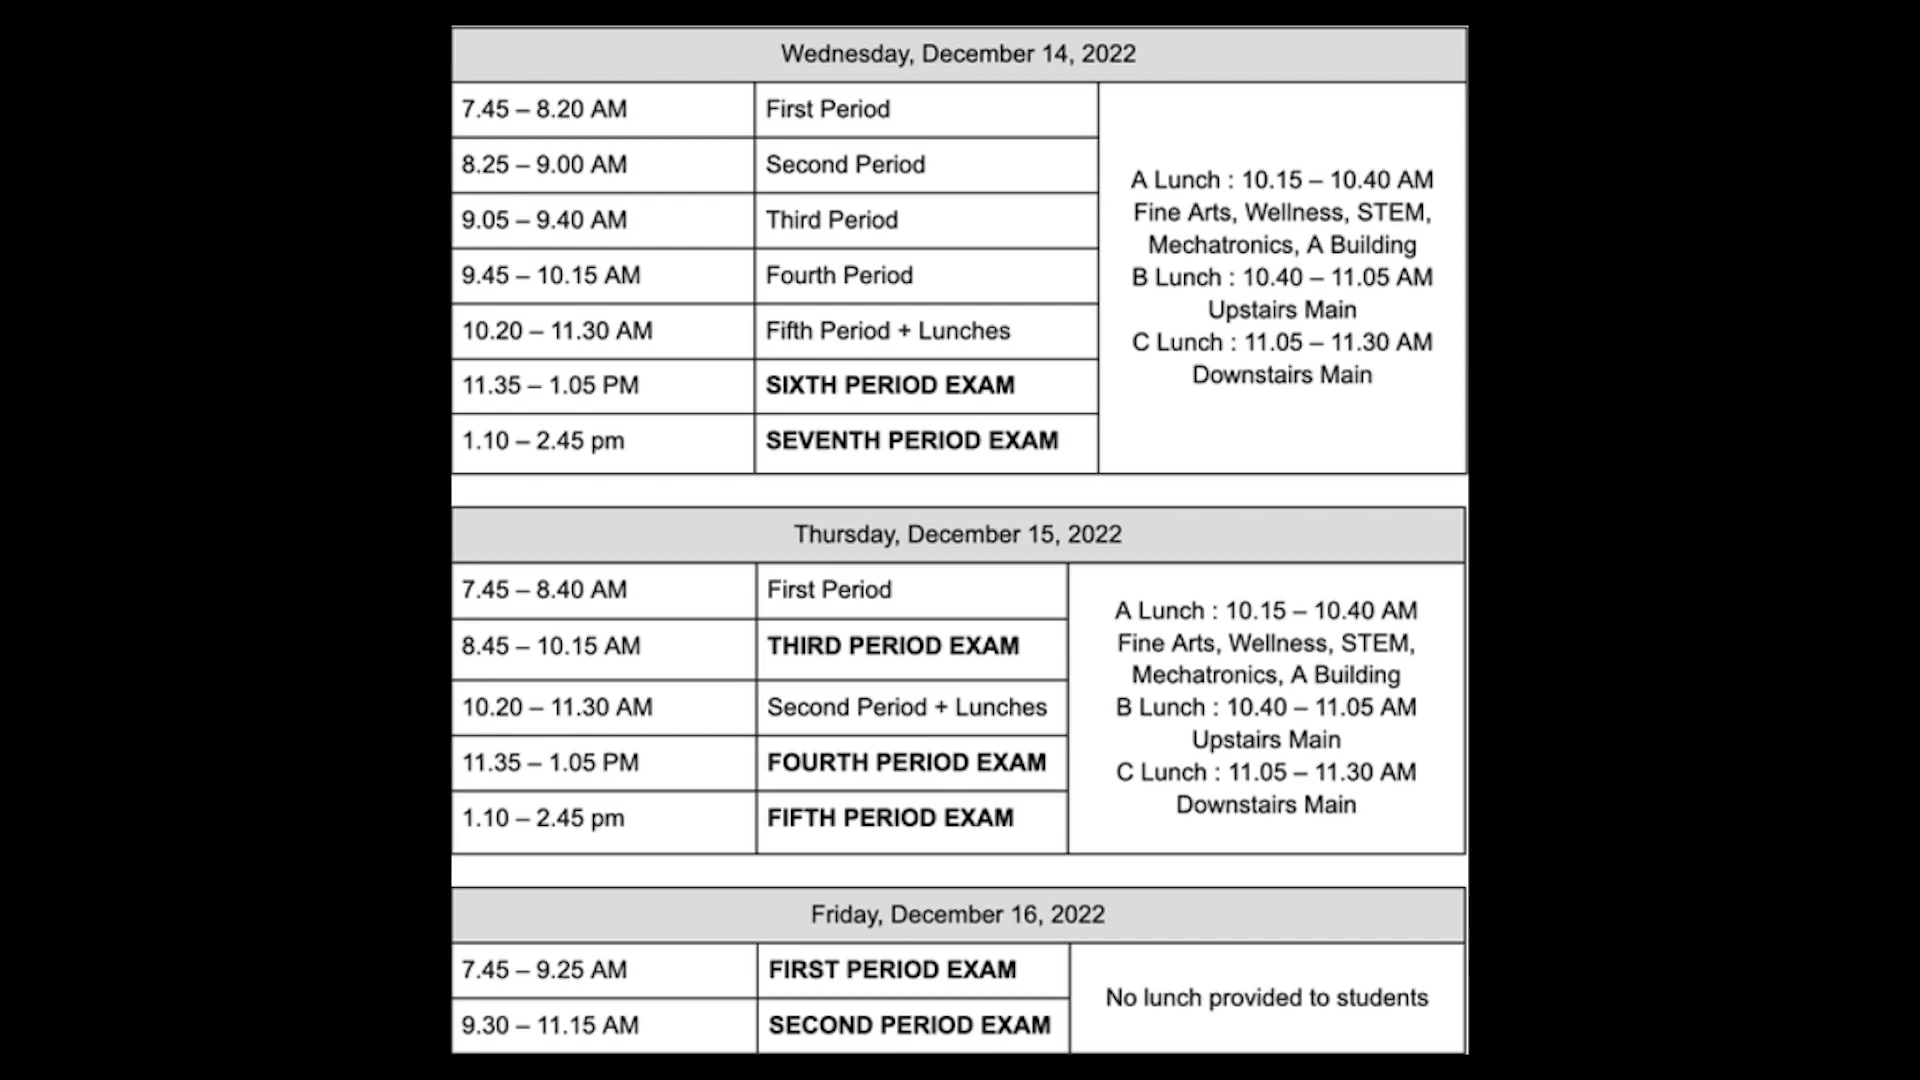 Wednesday, December 14, 2022
7.45 – 8.20 AM
First Period
8.25 – 9.00 AM
Second Period
9.05 – 9.40 AM
Third Period
9.45 – 10.15 AM
Fourth Period
10.20 – 11.30 AM
Fifth Period + Lunches
11.35 – 1.05 PM
SIXTH PERIOD EXAM
1.10 – 2.45 pm
SEVENTH PERIOD EXAM
A Lunch : 10.15 – 10.40 AM
Fine Arts, Wellness, STEM,
Mechatronics, A Building
B Lunch : 10.40 – 11.05 AM
Upstairs Main
C Lunch : 11.05 – 11.30 AM
Downstairs Main
Thursday, December 15, 2022
7.45 – 8.40 AM
First Period
8.45 – 10.15 AM
THIRD PERIOD EXAM
10.20 – 11.30 AM
Second Period + Lunches
11.35 – 1.05 PM
FOURTH PERIOD EXAM
1.10 – 2.45 pm
FIFTH PERIOD EXAM
A Lunch : 10.15 – 10.40 AM
Fine Arts, Wellness, STEM,
Mechatronics, A Building
B Lunch : 10.40 – 11.05 AM
Upstairs Main
C Lunch : 11.05 – 11.30 AM
Downstairs Main
Friday, December 16, 2022
7.45 – 9.25 AM
FIRST PERIOD EXAM
9.30 – 11.15 AM
SECOND PERIOD EXAM
No lunch provided to students